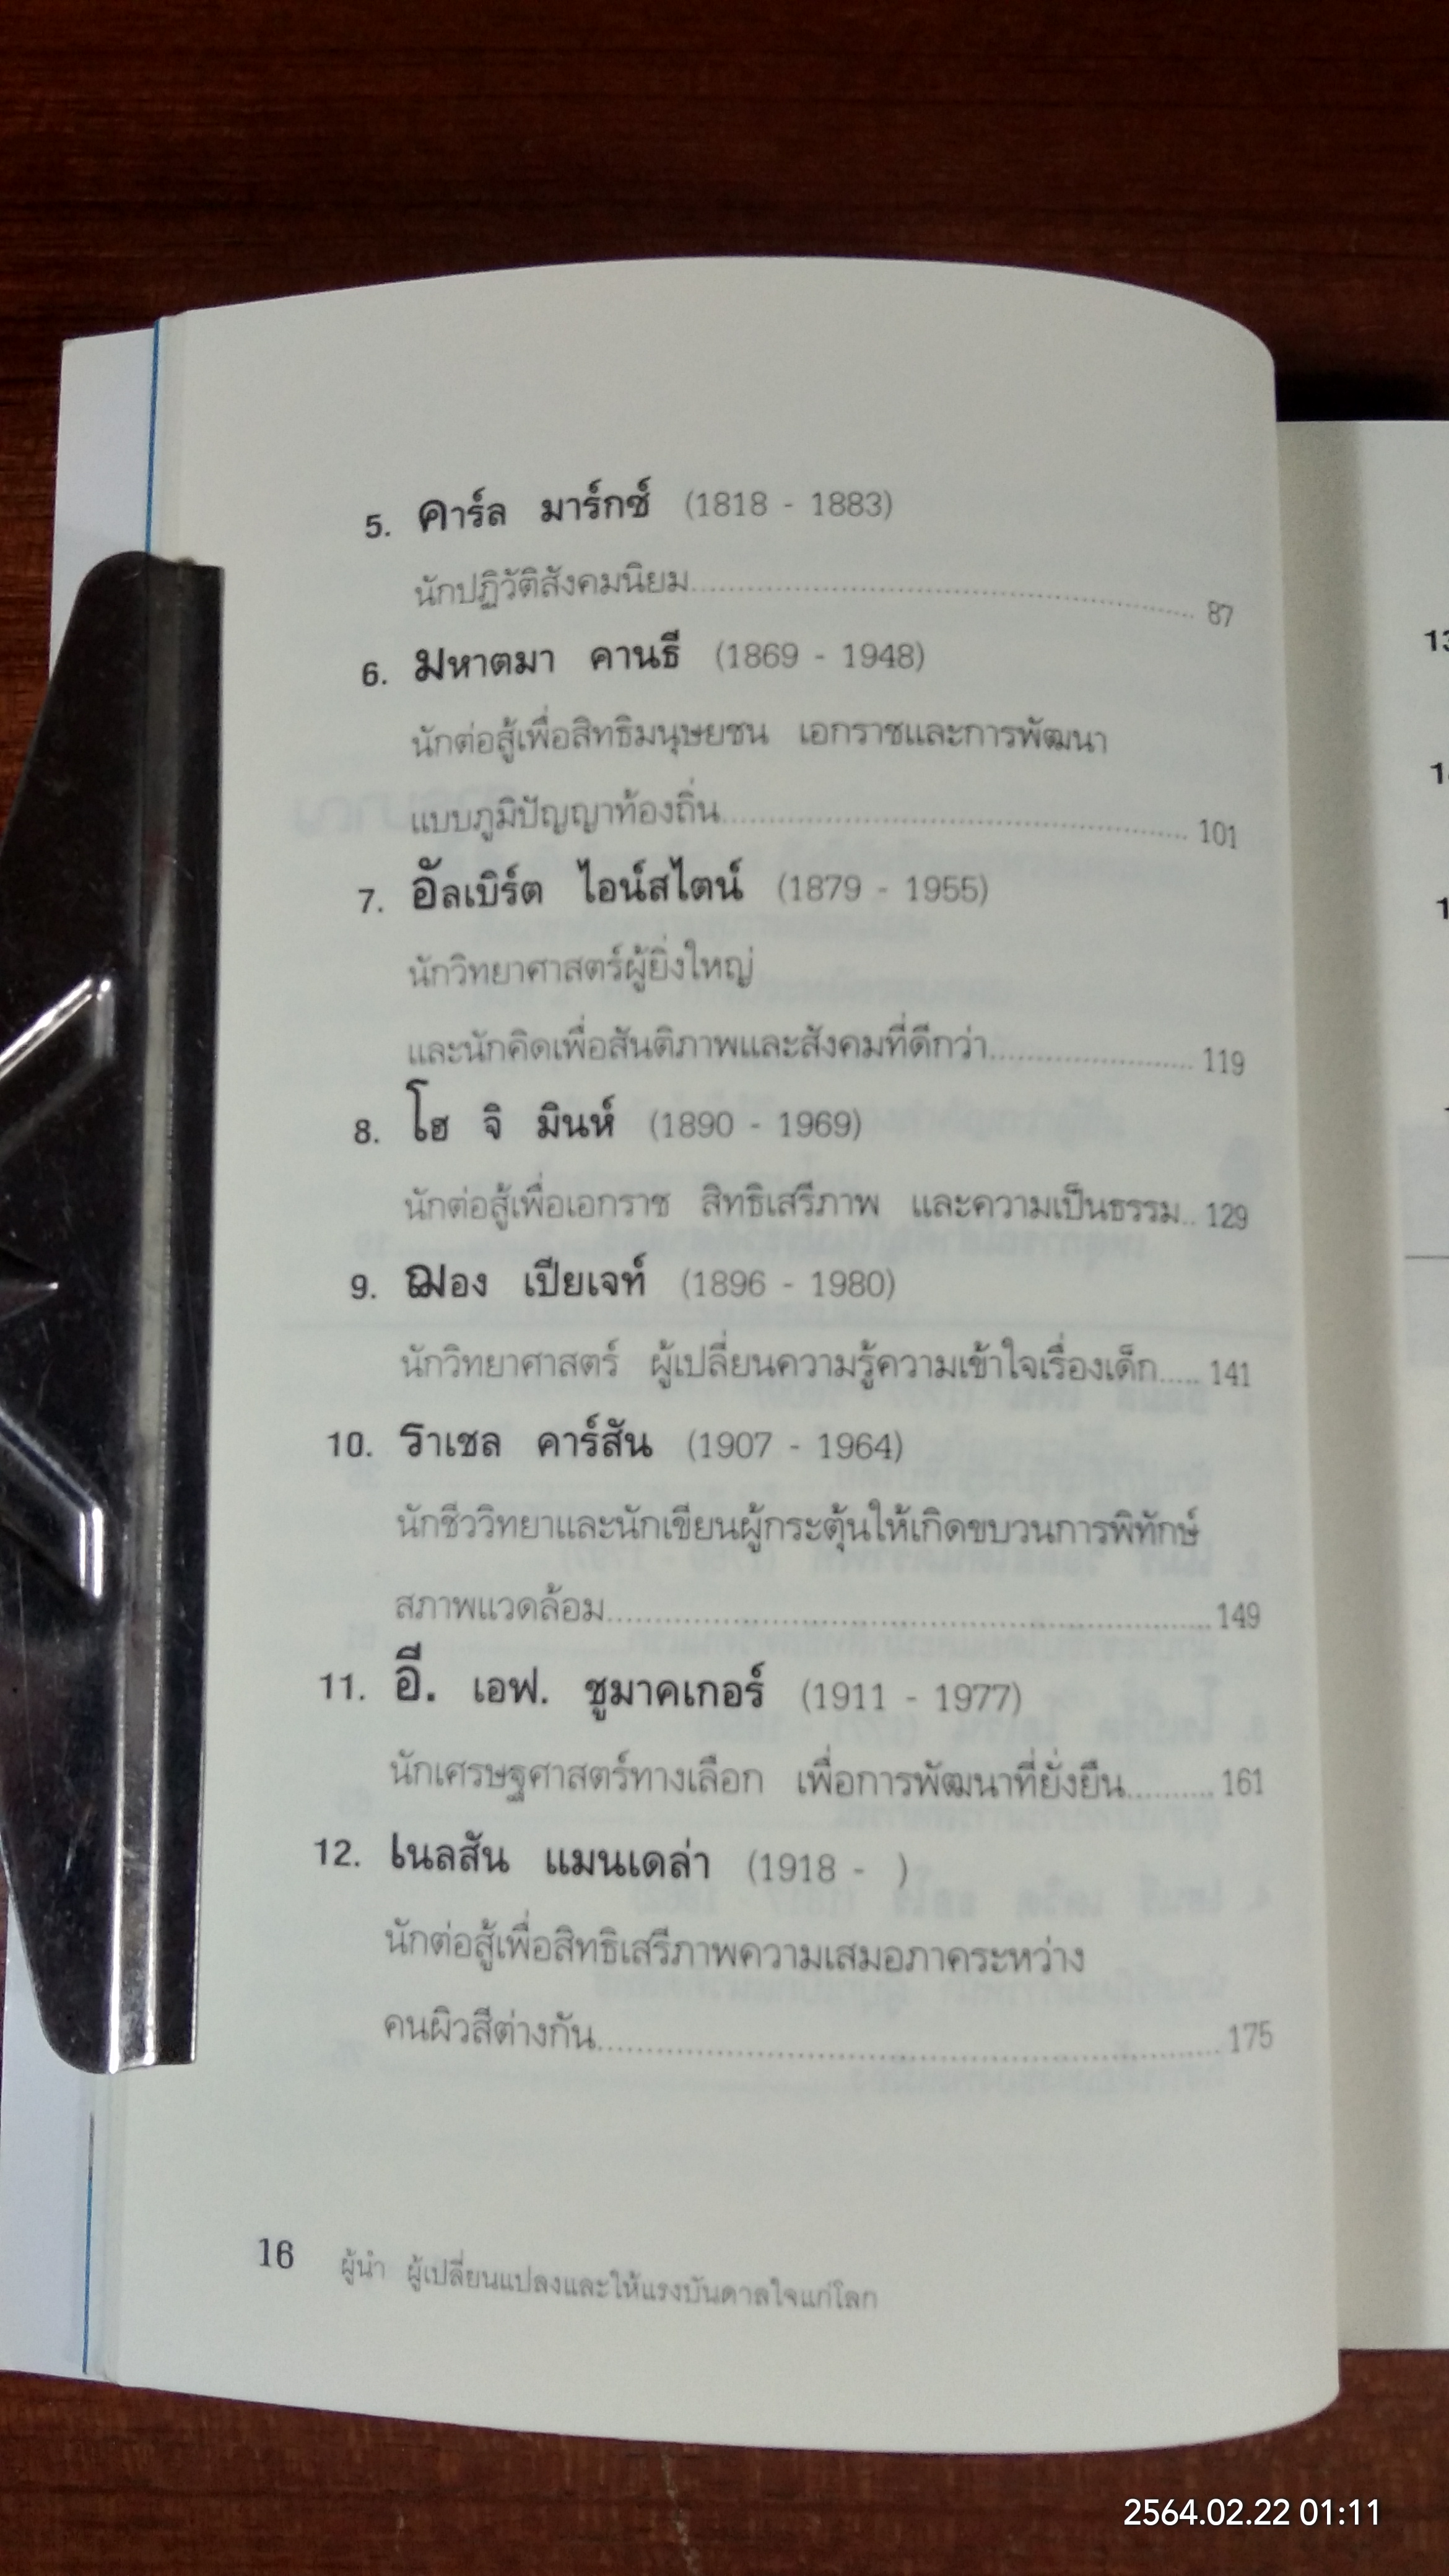 5. คาร์ล มาร์กซ์ (1818 - 1883)
นักปฏิวัติสังคมนิยม........................................ 87
6. มหาตมา คานธี (1869 - 1948)
นักต่อสู้เพื่อสิทธิมนุษยชน เอกราชและการพัฒนา
แบบภูมิปัญญาท้องถิ่น........................................ 101
7. อัลเบิร์ต ไอน์สไตน์ (1879 - 1955)
นักวิทยาศาสตร์ผู้ยิ่งใหญ่
และนักคิดเพื่อสันติภาพและสังคมที่ดีกว่า.................... 119
8. โฮ จิ มินห์ (1890 - 1969)
นักต่อสู้เพื่อเอกราช สิทธิเสรีภาพ และความเป็นธรรม.. 129
9. ฌอง เปียเจท์ (1896 - 1980)
นักวิทยาศาสตร์ ผู้เปลี่ยนความรู้ความเข้าใจเรื่องเด็ก..... 141
10. ราเชล คาร์สัน (1907 - 1964)
นักชีววิทยาและนักเขียนผู้กระตุ้นให้เกิดขบวนการพิทักษ์
สภาพแวดล้อม........................................ 149
11. อี. เอฟ. ชูมาคเกอร์ (1911 - 1977)
นักเศรษฐศาสตร์ทางเลือก เพื่อการพัฒนาที่ยั่งยืน.......... 161
12. เนลสัน แมนเดล่า (1918 - )
นักต่อสู้เพื่อสิทธิเสรีภาพความเสมอภาคระหว่าง
คนผิวสีต่างกัน........................................ 175
16 ผู้นำ ผู้เปลี่ยนแปลงและให้แรงบันดาลใจแก่โลก
2564.02.22 01:11